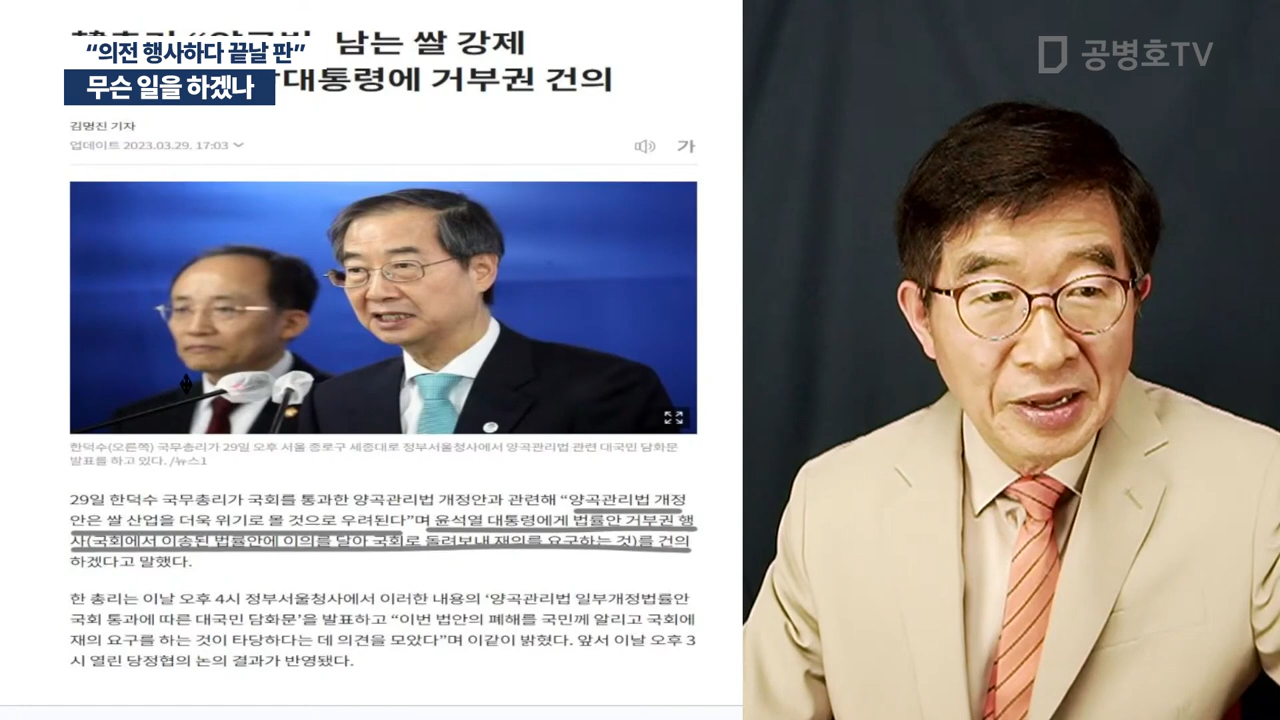 “의전 행사하다 끝날 판”
무슨 일을 하겠나
남는 쌀 강제
대통령에 거부권 건의
공병호TV
김명진 기자
업데이트 2023.03.29. 17:03
가
한덕수(오른쪽) 국무총리가 29일 오후 서울 종로구 세종대로 정부서울청사에서 양곡관리법 관련 대국민 담화문
발표를 하고 있다. /뉴스1
29일 한덕수 국무총리가 국회를 통과한 양곡관리법 개정안과 관련해 “양곡관리법 개정
안은 쌀 산업을 더욱 위기로 몰 것으로 우려된다”며 윤석열 대통령에게 법률안 거부권 행
사(국회에서 이송된 법률안에 이의를 달아 국회로 돌려보내 재의를 요구하는 것)를 건의
하겠다고 말했다.
한 총리는 이날 오후 4시 정부서울청사에서 이러한 내용의 ‘양곡관리법 일부개정법률안
국회 통과에 따른 대국민 담화문’을 발표하고 “이번 법안의 폐해를 국민께 알리고 국회에
재의 요구를 하는 것이 타당하다는 데 의견을 모았다”며 이같이 밝혔다. 앞서 이날 오후 3
시 열린 당정협의 논의 결과가 반영됐다.